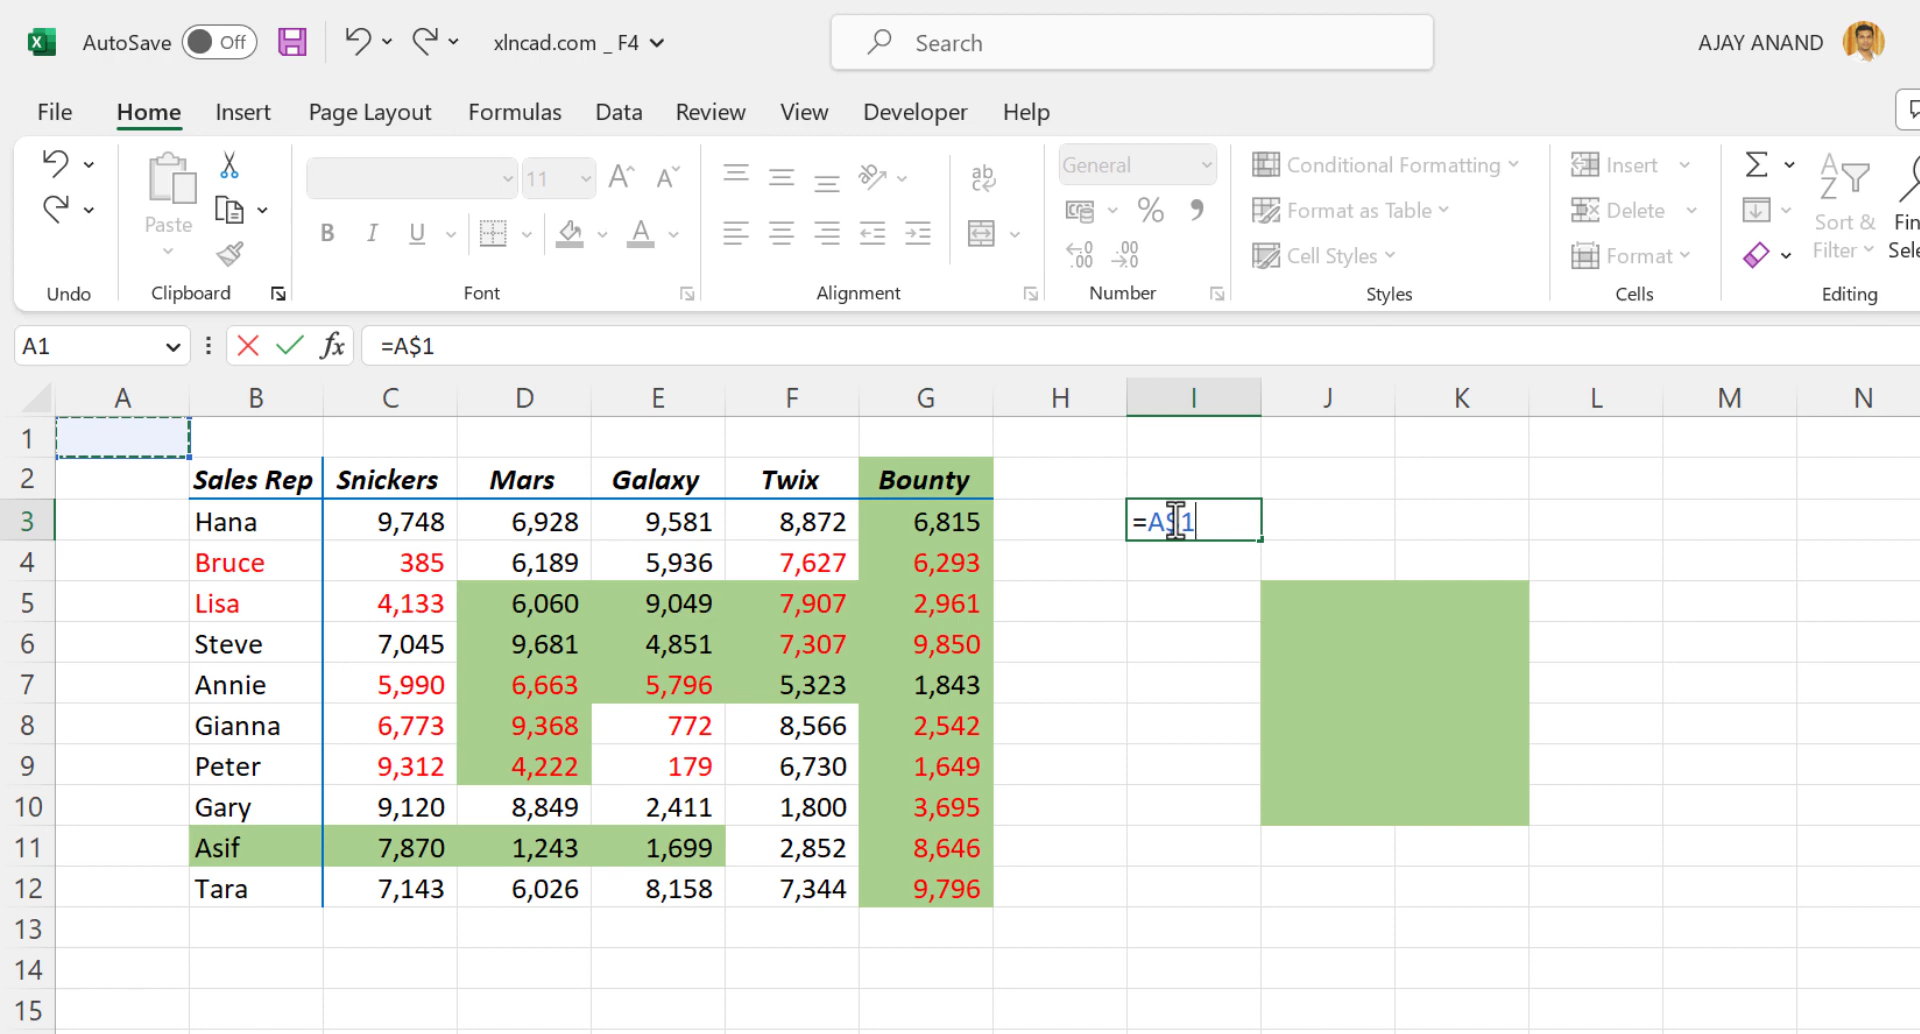 AutoSave Off xlncad.com _ F4 Search AJAY ANAND
File Home Insert Page Layout Formulas Data Review View Developer Help
Paste 11 A^ A˅ B I U A ab General % , .00 .00 Conditional Formatting Format as Table Cell Styles Insert Delete Format Σ A Z Sort & Filter Fin Sele
Undo Clipboard Font Alignment Number Styles Cells Editing
A1 fx =A$1
A B C D E F G H I J K L M N
1
2 Sales Rep Snickers Mars Galaxy Twix Bounty
3 Hana 9,748 6,928 9,581 8,872 6,815 =A$1
4 Bruce 385 6,189 5,936 7,627 6,293
5 Lisa 4,133 6,060 9,049 7,907 2,961
6 Steve 7,045 9,681 4,851 7,307 9,850
7 Annie 5,990 6,663 5,796 5,323 1,843
8 Gianna 6,773 9,368 772 8,566 2,542
9 Peter 9,312 4,222 179 6,730 1,649
10 Gary 9,120 8,849 2,411 1,800 3,695
11 Asif 7,870 1,243 1,699 2,852 8,646
12 Tara 7,143 6,026 8,158 7,344 9,796
13
14
15